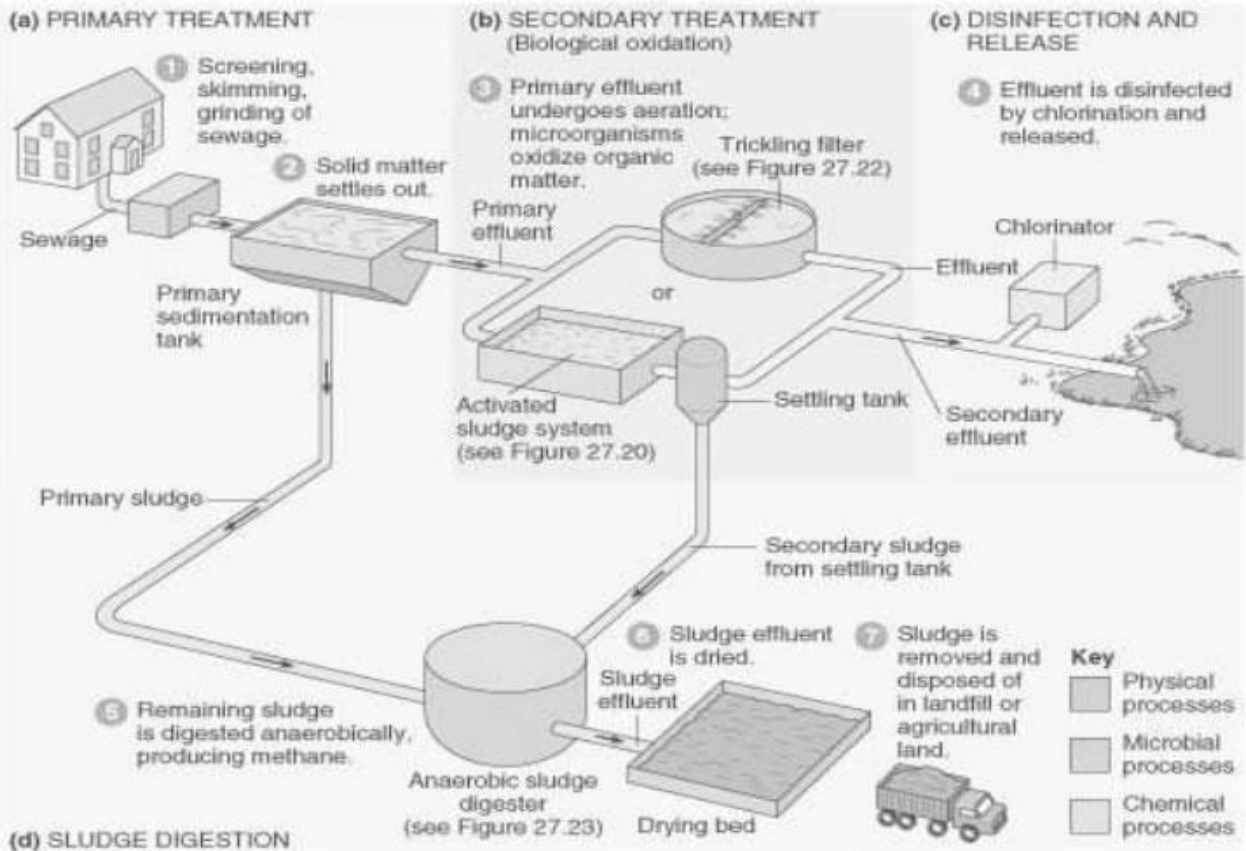 (a) PRIMARY TREATMENT
1 Screening,
skimming,
grinding of
sewage.
2 Solid matter
settles out.
Sewage
Primary
sedimentation
tank
Primary sludge
(b) SECONDARY TREATMENT
(Biological oxidation)
3 Primary effluent
undergoes aeration;
microorganisms
oxidize organic
matter.
Primary
effluent
Trickling filter
(see Figure 27.22)
or
Activated
sludge system
(see Figure 27.20)
Settling tank
Effluent
(c) DISINFECTION AND
RELEASE
4 Effluent is disinfected
by chlorination and
released.
Chlorinator
Secondary
effluent
Secondary sludge
from settling tank
5 Remaining sludge
is digested anaerobically,
producing methane.
Anaerobic sludge
digester
(see Figure 27.23)
6 Sludge effluent
is dried.
Sludge
effluent
Drying bed
7 Sludge is
removed and
disposed of
in landfill or
agricultural
land.
Key
Physical
processes
Microbial
processes
Chemical
processes
(d) SLUDGE DIGESTION